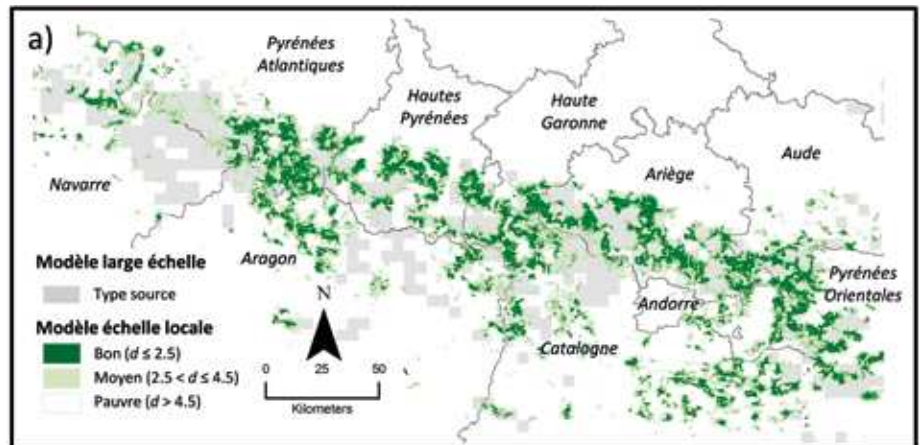 a)
Pyrénées
Atlantiques
Hautes
Pyrénées
Haute
Garonne
Aude
Ariège
Navarre
Aragon
Pyrénées
Orientales
Andorre
Catalogne
Modèle large échelle
Type source
Modèle échelle locale
Bon (d ≤ 2.5)
Moyen (2.5 < d ≤ 4.5)
Pauvre (d > 4.5)
N
0 25 50
Kilometers